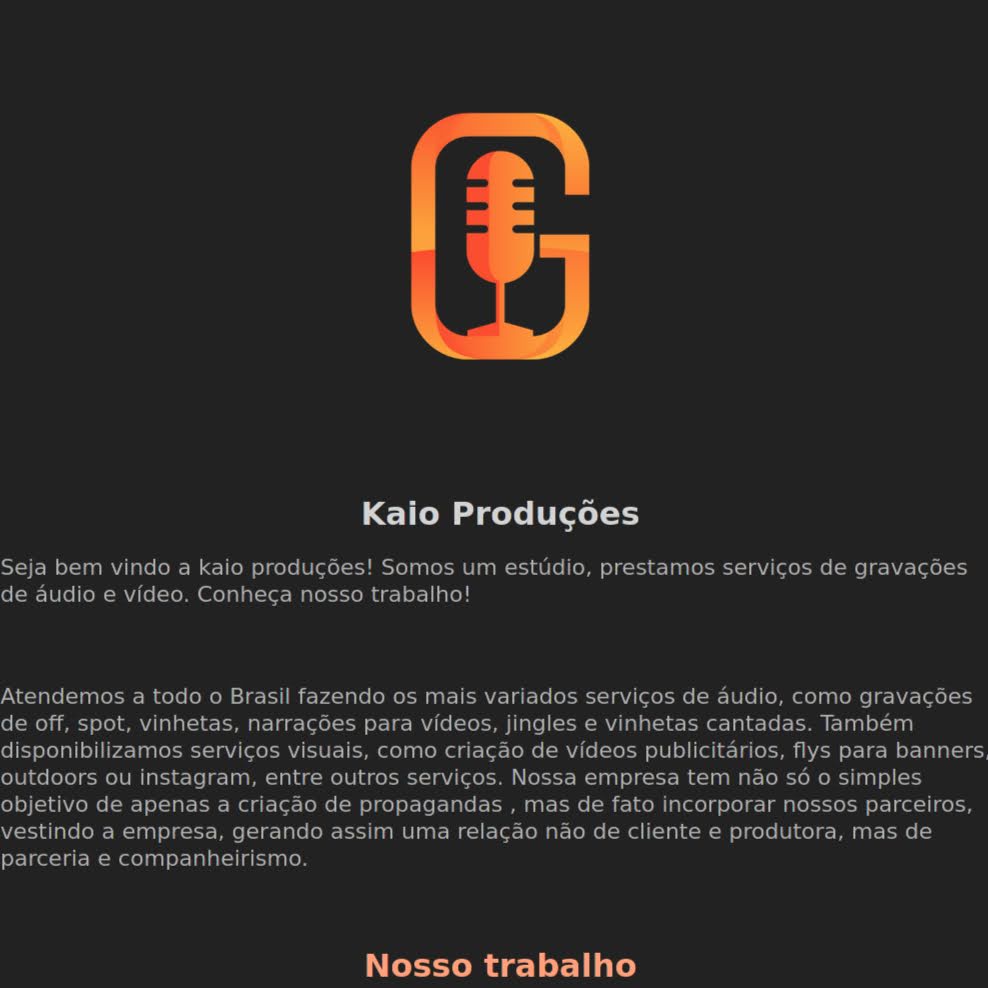 Kaio Produções
Seja bem vindo a kaio produções! Somos um estúdio, prestamos serviços de gravações
de áudio e vídeo. Conheça nosso trabalho!
Atendemos a todo o Brasil fazendo os mais variados serviços de áudio, como gravações
de off, spot, vinhetas, narrações para vídeos, jingles e vinhetas cantadas. Também
disponibilizamos serviços visuais, como criação de vídeos publicitários, flys para banners,
outdoors ou instagram, entre outros serviços. Nossa empresa tem não só o simples
objetivo de apenas a criação de propagandas , mas de fato incorporar nossos parceiros,
vestindo a empresa, gerando assim uma relação não de cliente e produtora, mas de
parceria e companheirismo.
Nosso trabalho